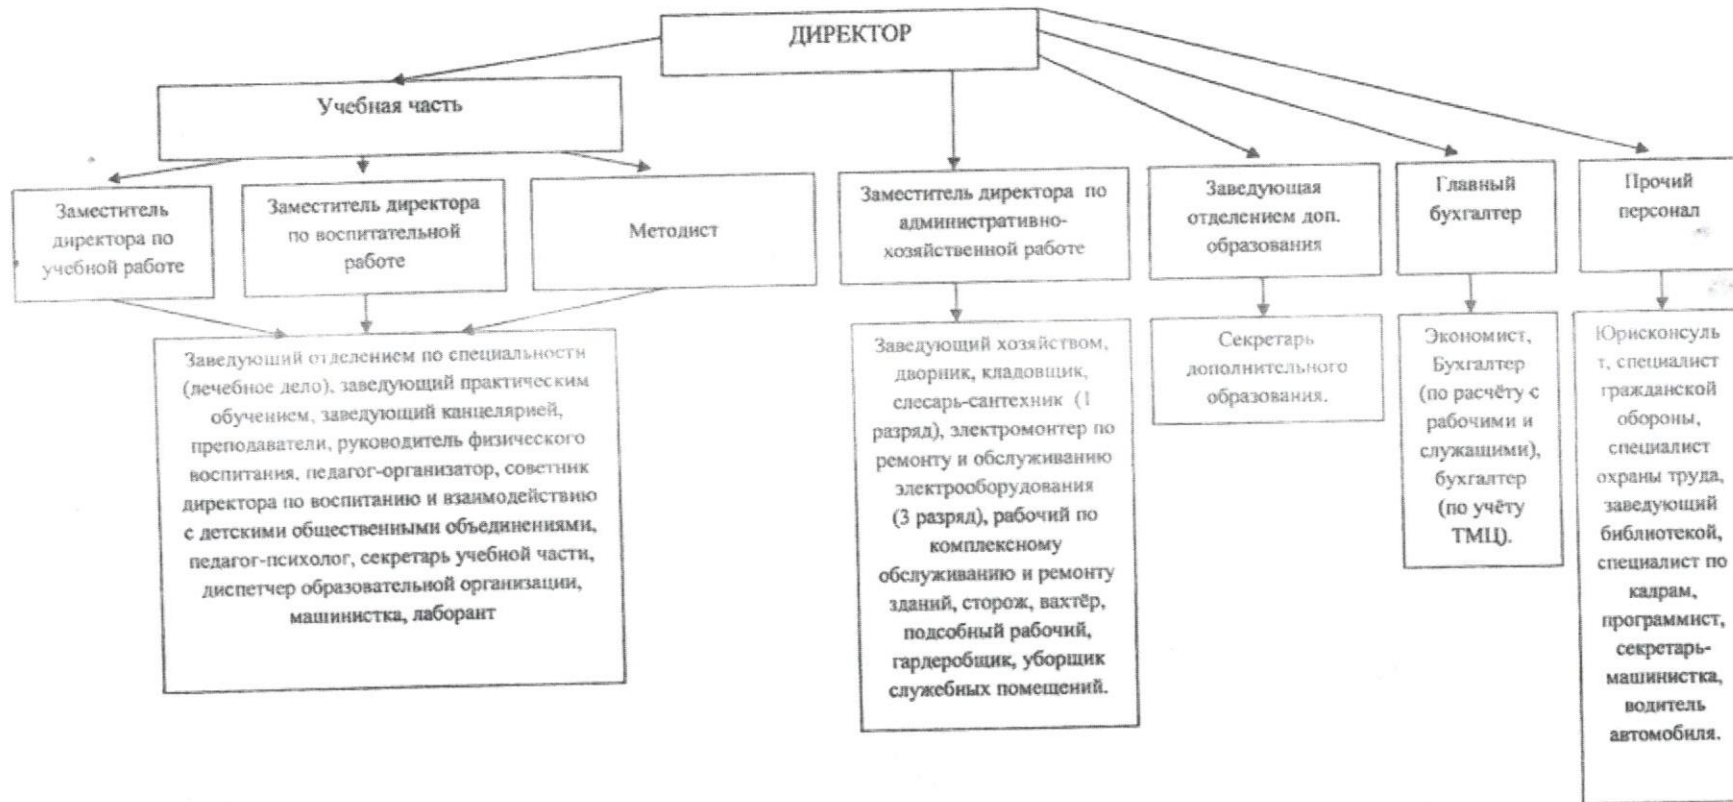 ДИРЕКТОР
Учебная часть
Заместитель
директора по
учебной работе
Заместитель директора
по воспитательной
работе
Методист
Заместитель директора по
административно-
хозяйственной работе
Заведующая
отделением доп.
образования
Главный
бухгалтер
Прочий
персонал
Заведующий отделением по специальности
(лечебное дело), заведующий практическим
обучением, заведующий канцелярией,
преподаватели, руководитель физического
воспитания, педагог-организатор, советник
директора по воспитанию и взаимодействию
с детскими общественными объединениями,
педагог-психолог, секретарь учебной части,
диспетчер образовательной организации,
машинистка, лаборант
Заведующий хозяйством,
дворник, кладовщик,
слесарь-сантехник (1
разряд), электромонтер по
ремонту и обслуживанию
электрооборудования
(3 разряд), рабочий по
комплексному
обслуживанию и ремонту
зданий, сторож, вахтёр,
подсобный рабочий,
гардеробщик, уборщик
служебных помещений.
Секретарь
дополнительного
образования.
Экономист,
Бухгалтер
(по расчёту с
рабочими и
служащими),
бухгалтер
(по учёту
ТМЦ).
Юрисконсуль
т, специалист
гражданской
обороны,
специалист
охраны труда,
заведующий
библиотекой,
специалист по
кадрам,
программист,
секретарь-
машинистка,
водитель
автомобиля.